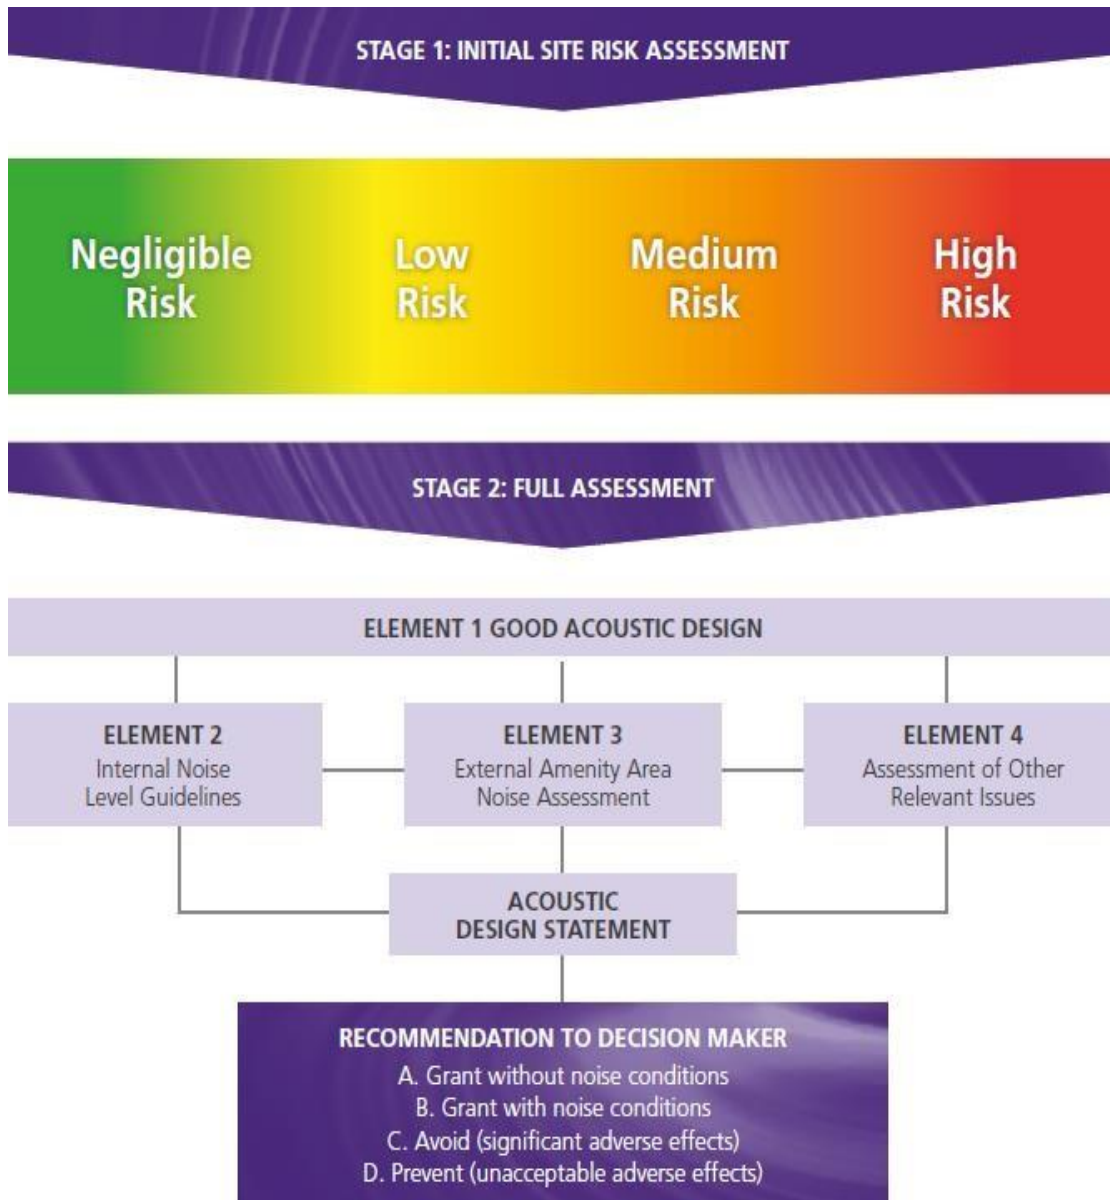 STAGE 1: INITIAL SITE RISK ASSESSMENT
Negligible
Risk
Low
Risk
Medium
Risk
High
Risk
STAGE 2: FULL ASSESSMENT
ELEMENT 1 GOOD ACOUSTIC DESIGN
ELEMENT 2
Internal Noise
Level Guidelines
ELEMENT 3
External Amenity Area
Noise Assessment
ELEMENT 4
Assessment of Other
Relevant Issues
ACOUSTIC
DESIGN STATEMENT
RECOMMENDATION TO DECISION MAKER
A. Grant without noise conditions
B. Grant with noise conditions
C. Avoid (significant adverse effects)
D. Prevent (unacceptable adverse effects)